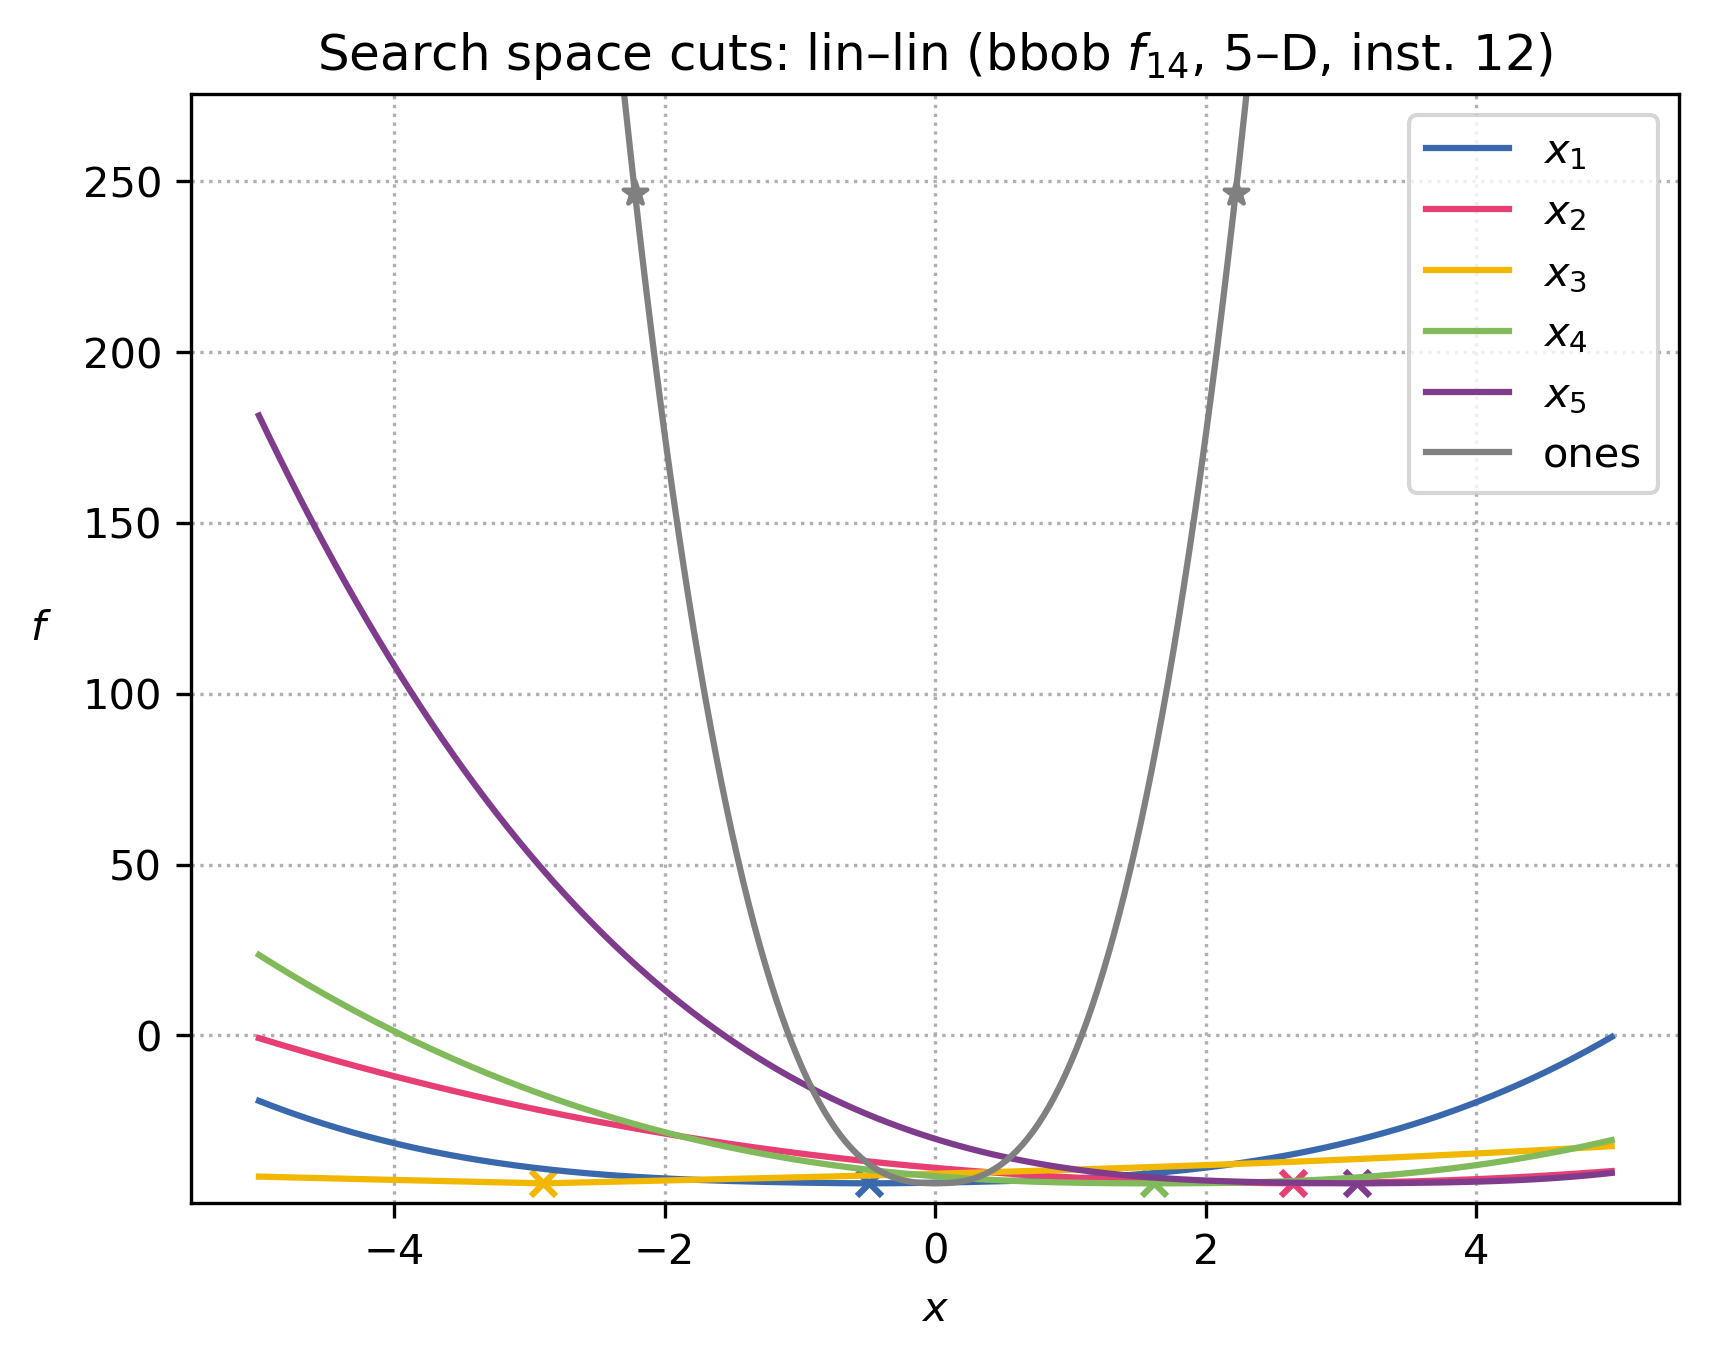 Search space cuts: lin–lin (bbob f14, 5–D, inst. 12)
x1
x2
x3
x4
x5
ones
250
200
150
100
50
0
f
−4 −2 0 2 4
x